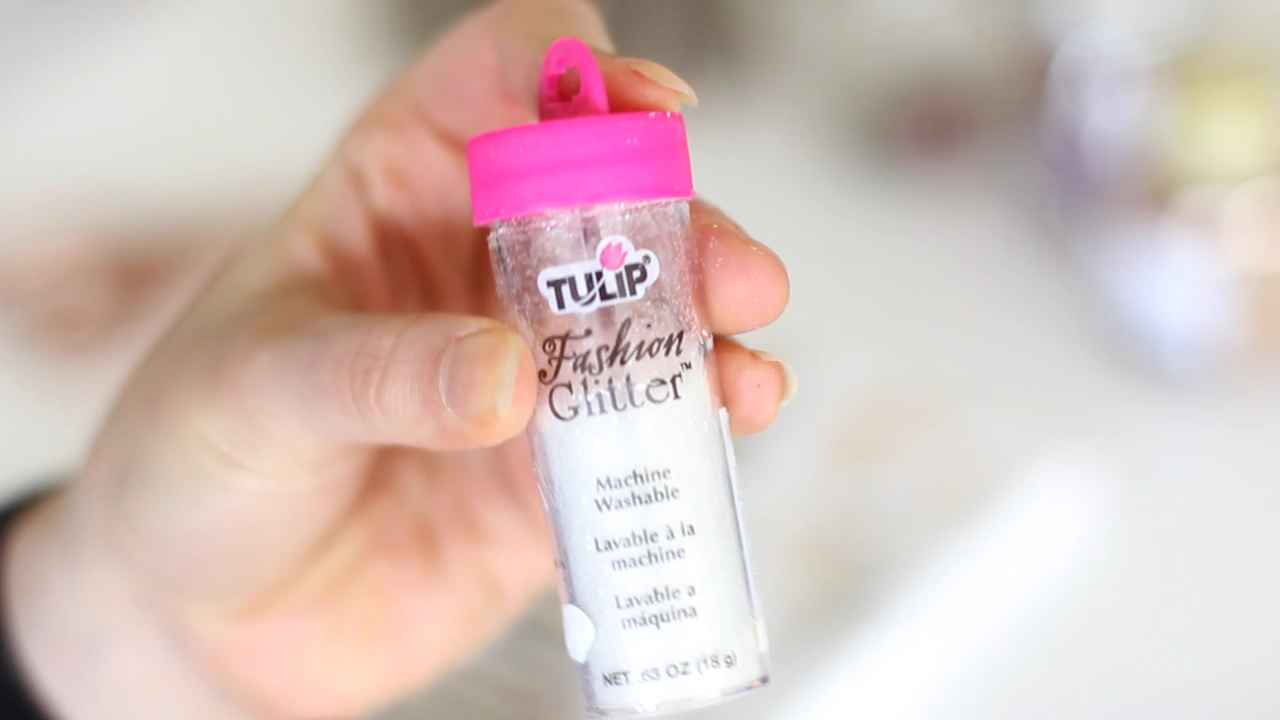 TULIP®
Fashion
Glitter™
Machine
Washable
Lavable à la
machine
Lavable a
máquina
NET .63 OZ (18 g)